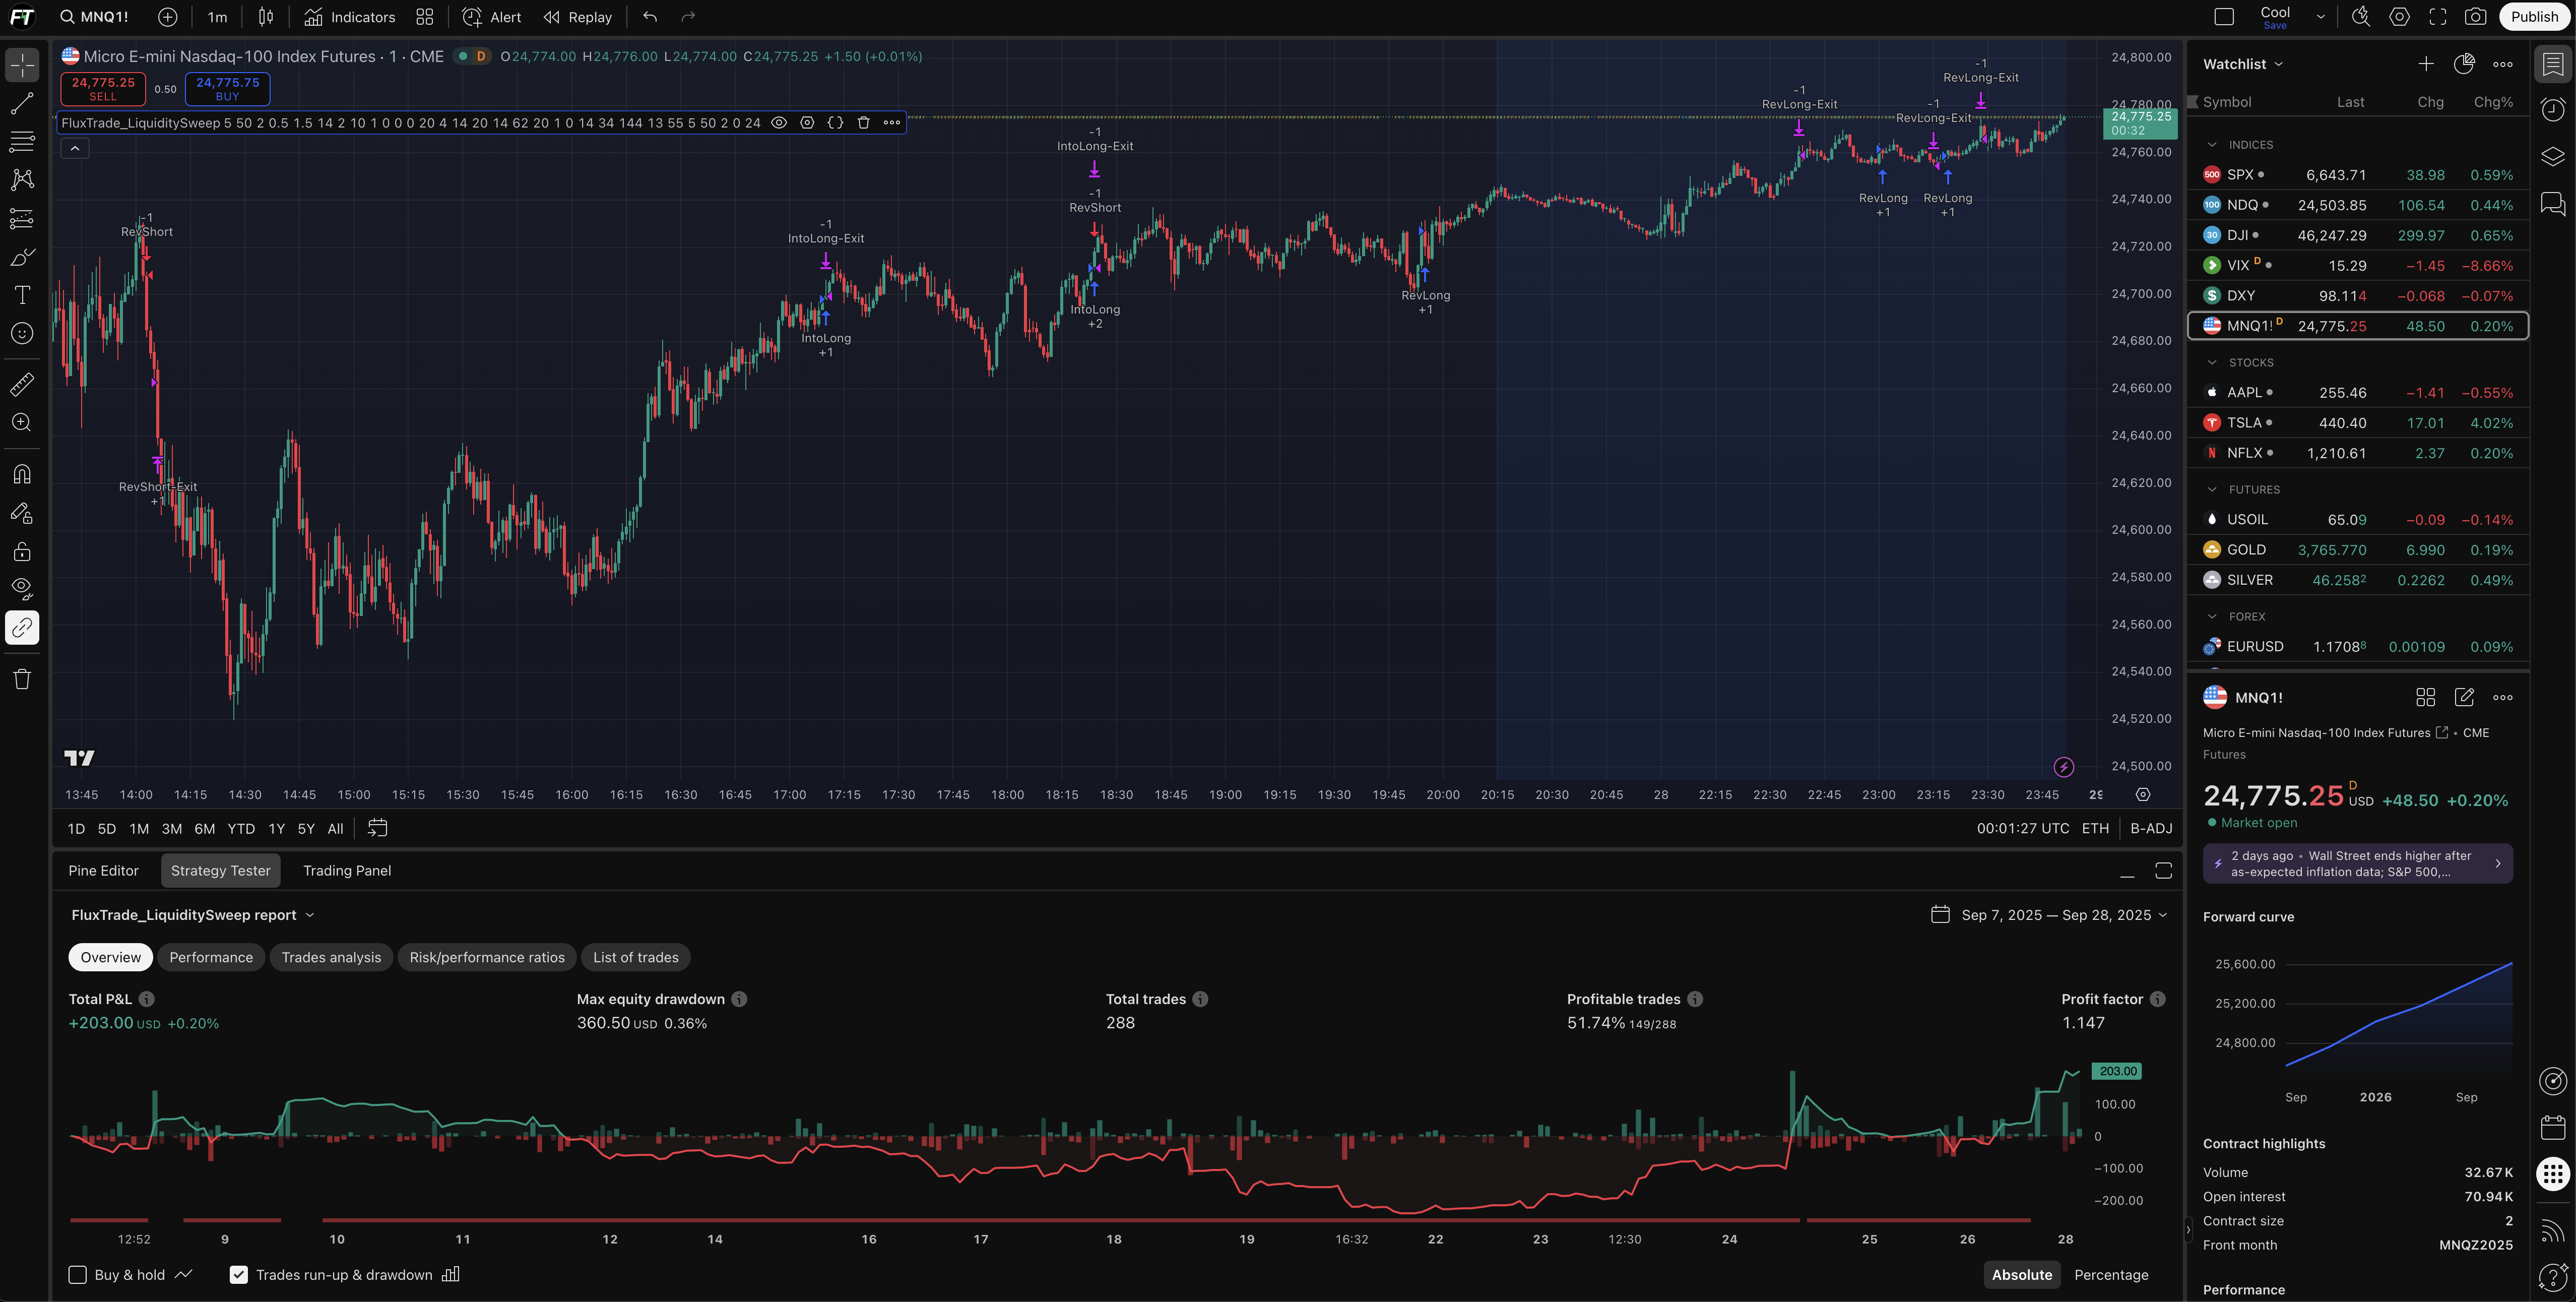 FT MNQ1! 1m Indicators Alert Replay Cool Save Publish
Micro E-mini Nasdaq-100 Index Futures · 1 · CME D O24,774.00 H24,776.00 L24,774.00 C24,775.25 +1.50 (+0.01%)
24,775.25 SELL 0.50 24,775.75 BUY
FluxTrade_LiquiditySweep 5 50 2 0.5 1.5 14 2 10 1 0 0 0 20 4 14 20 14 62 20 1 0 14 34 144 13 55 5 50 2 0 24
-1
RevShort
RevShort-Exit
+1
-1
IntoLong-Exit
IntoLong
+1
-1
IntoLong-Exit
-1
RevShort
IntoLong
+2
RevLong
+1
-1
RevLong-Exit
RevLong
+1
-1
RevLong-Exit
RevLong
+1
-1
RevLong-Exit
24,800.00
24,780.00
24,775.25
00:32
24,760.00
24,740.00
24,720.00
24,700.00
24,680.00
24,660.00
24,640.00
24,620.00
24,600.00
24,580.00
24,560.00
24,540.00
24,520.00
24,500.00
13:45 14:00 14:15 14:30 14:45 15:00 15:15 15:30 15:45 16:00 16:15 16:30 16:45 17:00 17:15 17:30 17:45 18:00 18:15 18:30 18:45 19:00 19:15 19:30 19:45 20:00 20:15 20:30 20:45 28 22:15 22:30 22:45 23:00 23:15 23:30 23:45
1D 5D 1M 3M 6M YTD 1Y 5Y All 00:01:27 UTC ETH B-ADJ
Pine Editor Strategy Tester Trading Panel
FluxTrade_LiquiditySweep report Sep 7, 2025 — Sep 28, 2025
Overview Performance Trades analysis Risk/performance ratios List of trades
Total P&L Max equity drawdown Total trades Profitable trades Profit factor
+203.00 USD +0.20% 360.50 USD 0.36% 288 51.74% 149/288 1.147
203.00
100.00
0
−100.00
−200.00
12:52 9 10 11 12 14 16 17 18 19 16:32 22 23 12:30 24 25 26 28
Buy & hold Trades run-up & drawdown Absolute Percentage
Watchlist
Symbol Last Chg Chg%
INDICES
500 SPX 6,643.71 38.98 0.59%
100 NDQ 24,503.85 106.54 0.44%
30 DJI 46,247.29 299.97 0.65%
VIX D 15.29 −1.45 −8.66%
$ DXY 98.114 −0.068 −0.07%
MNQ1! D 24,775.25 48.50 0.20%
STOCKS
AAPL 255.46 −1.41 −0.55%
TSLA 440.40 17.01 4.02%
N NFLX 1,210.61 2.37 0.20%
FUTURES
USOIL 65.09 −0.09 −0.14%
GOLD 3,765.770 6.990 0.19%
SILVER 46.258² 0.2262 0.49%
FOREX
EURUSD 1.1708⁸ 0.00109 0.09%
MNQ1!
Micro E-mini Nasdaq-100 Index Futures • CME
Futures
24,775.25 D USD +48.50 +0.20%
Market open
2 days ago • Wall Street ends higher after
as-expected inflation data; S&P 500,...
Forward curve
25,600.00
25,200.00
24,800.00
Sep 2026 Sep
Contract highlights
Volume 32.67 K
Open interest 70.94 K
Contract size 2
Front month MNQZ2025
Performance